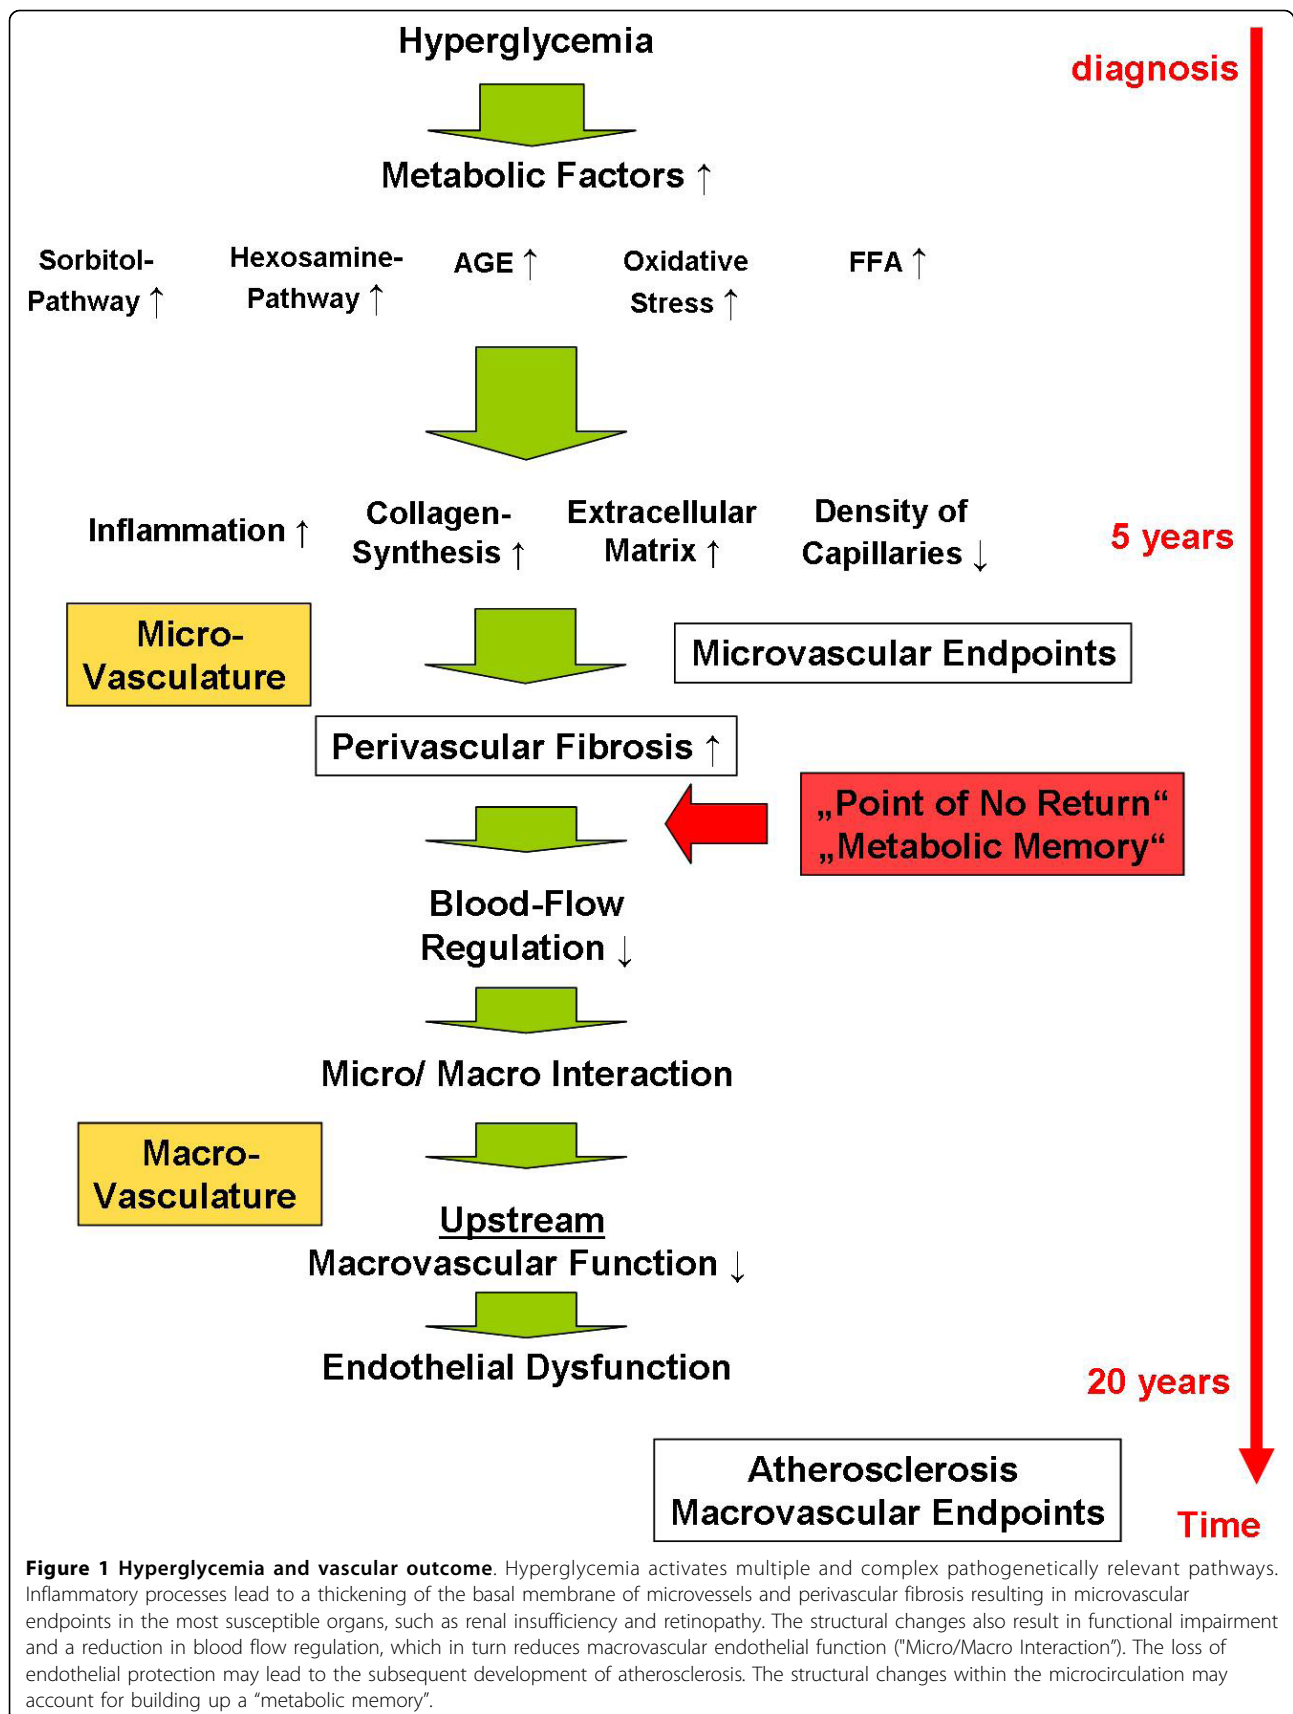 Hyperglycemia
diagnosis
Metabolic Factors ↑
Sorbitol-
Pathway ↑
Hexosamine-
Pathway ↑
AGE ↑
Oxidative
Stress ↑
FFA ↑
Inflammation ↑
Collagen-
Synthesis ↑
Extracellular
Matrix ↑
Density of
Capillaries ↓
5 years
Micro-
Vasculature
Microvascular Endpoints
Perivascular Fibrosis ↑
„Point of No Return“
„Metabolic Memory“
Blood-Flow
Regulation ↓
Micro/ Macro Interaction
Macro-
Vasculature
Upstream
Macrovascular Function ↓
Endothelial Dysfunction
20 years
Atherosclerosis
Macrovascular Endpoints
Time
Figure 1 Hyperglycemia and vascular outcome. Hyperglycemia activates multiple and complex pathogenetically relevant pathways.
Inflammatory processes lead to a thickening of the basal membrane of microvessels and perivascular fibrosis resulting in microvascular
endpoints in the most susceptible organs, such as renal insufficiency and retinopathy. The structural changes also result in functional impairment
and a reduction in blood flow regulation, which in turn reduces macrovascular endothelial function ("Micro/Macro Interaction"). The loss of
endothelial protection may lead to the subsequent development of atherosclerosis. The structural changes within the microcirculation may
account for building up a “metabolic memory”.